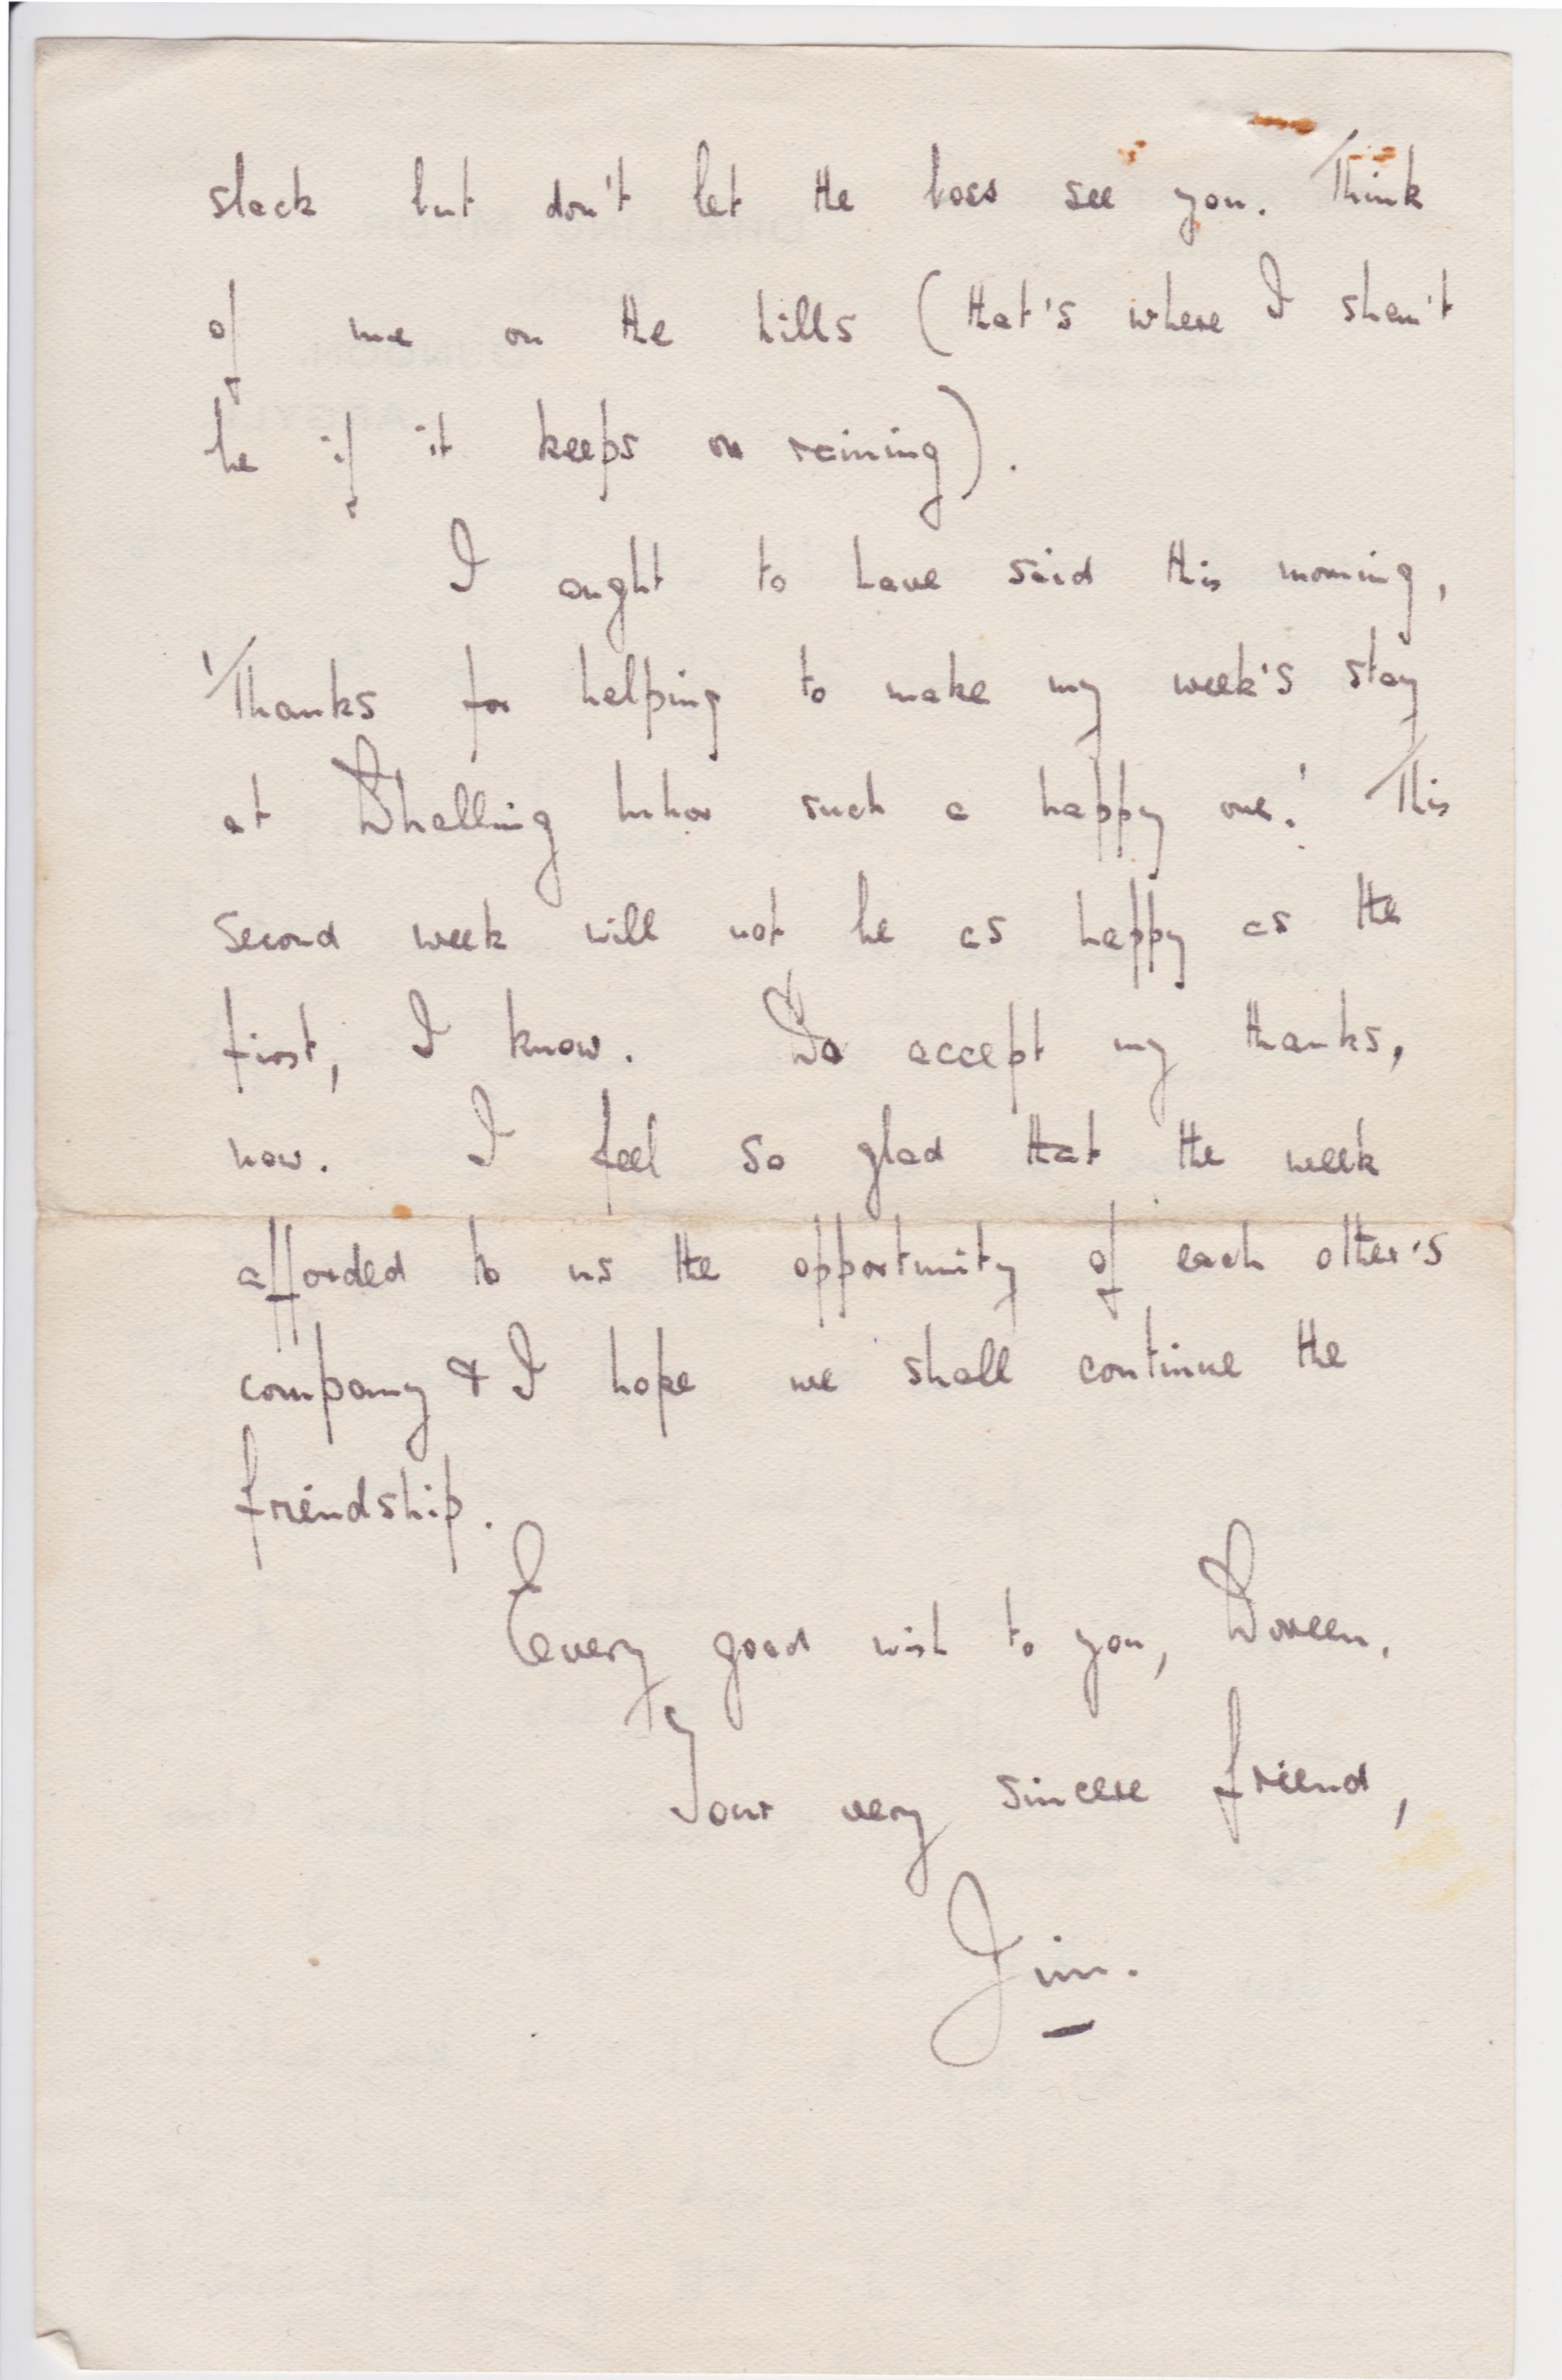 slack but don't let the boss see you. Think
of me on the hills (that's where I shan't
be if it keeps on raining).
I ought to have said this morning,
'Thanks for helping to make my week's stay
at Dhalling Mhor such a happy one.' This
second week will not be as happy as the
first, I know. Do accept my thanks,
now. I feel so glad that the week
afforded to us the opportunity of each other's
company & I hope we shall continue the
friendship.
Every good wish to you, Doreen.
Your very sincere friend,
Jim.